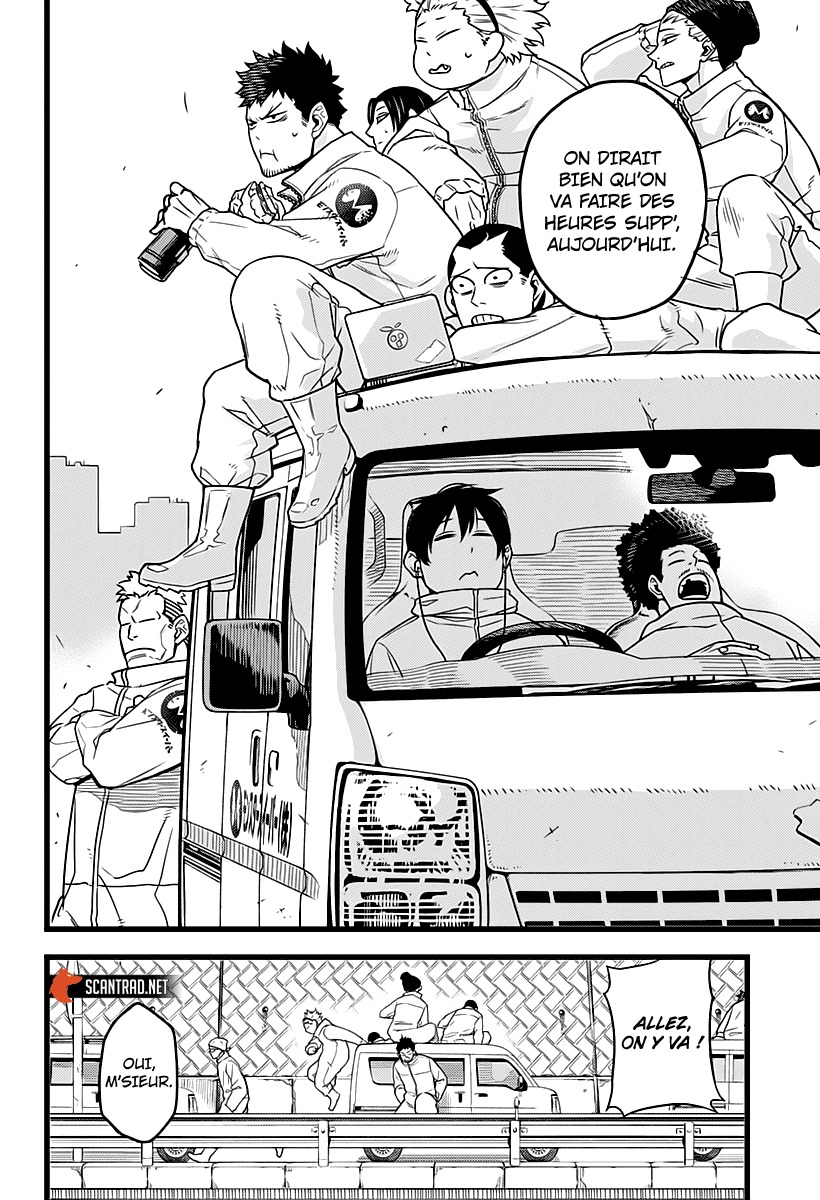 ON DIRAIT
BIEN QU'ON
VA FAIRE DES
HEURES SUPP',
AUJOURD'HUI.
SCANTRAD.NET
ALLEZ,
ON Y VA !
OUI,
M'SIEUR.